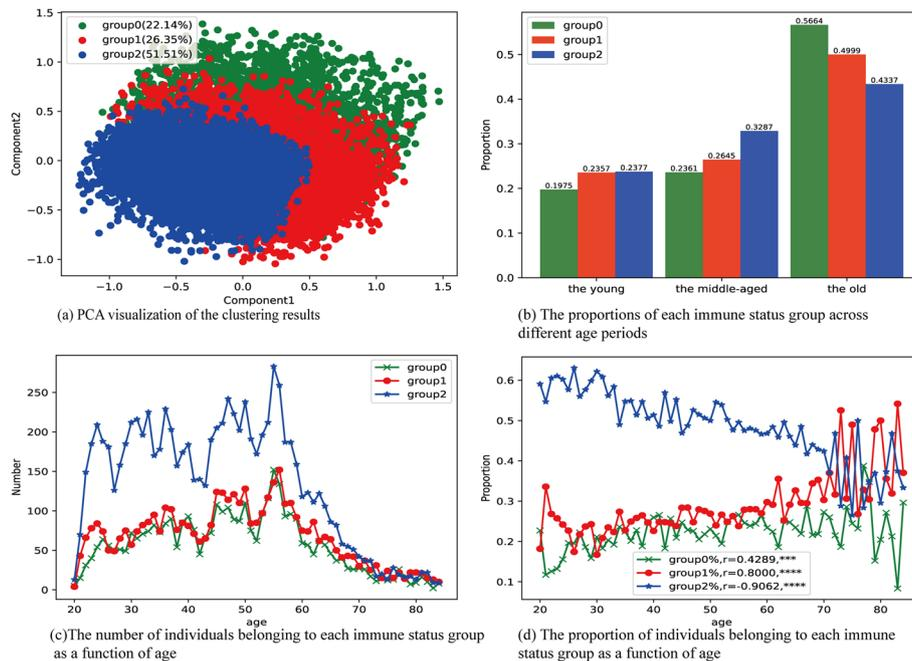 group0(22.14%)
group1(26.35%)
group2(51.51%)
1.5
1.0
0.5
0.0
−0.5
−1.0
Component2
−1.0 −0.5 0.0 0.5 1.0 1.5
Component1
(a) PCA visualization of the clustering results
group0
group1
group2
0.5
0.4
0.3
0.2
0.1
0.0
Proportion
0.1975 0.2357 0.2377
0.2361 0.2645 0.3287
0.5664 0.4999 0.4337
the young the middle-aged the old
(b) The proportions of each immune status group across
different age periods
group0
group1
group2
250
200
150
100
50
0
Number
20 30 40 50 60 70 80
age
(c)The number of individuals belonging to each immune status group
as a function of age
0.6
0.5
0.4
0.3
0.2
0.1
Proportion
group0%,r=0.4289,***
group1%,r=0.8000,****
group2%,r=-0.9062,****
20 30 40 50 60 70 80
age
(d) The proportion of individuals belonging to each immune
status group as a function of age